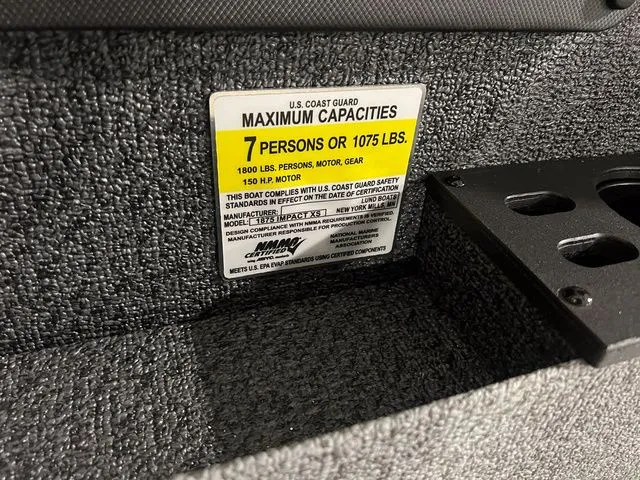 U.S. COAST GUARD
MAXIMUM CAPACITIES
7 PERSONS OR 1075 LBS.
1800 LBS. PERSONS, MOTOR, GEAR
150 H.P. MOTOR
THIS BOAT COMPLIES WITH U.S. COAST GUARD SAFETY
STANDARDS IN EFFECT ON THE DATE OF CERTIFICATION
MANUFACTURER: LUND BOATS
NEW YORK MILLS, MN
MODEL: 1875 IMPACT XS
DESIGN COMPLIANCE WITH NMMA REQUIREMENTS IS VERIFIED.
MANUFACTURER RESPONSIBLE FOR PRODUCTION CONTROL.
NMMA
CERTIFIED
using ABYC standards
NATIONAL MARINE
MANUFACTURERS
ASSOCIATION
MEETS U.S. EPA EVAP STANDARDS USING CERTIFIED COMPONENTS